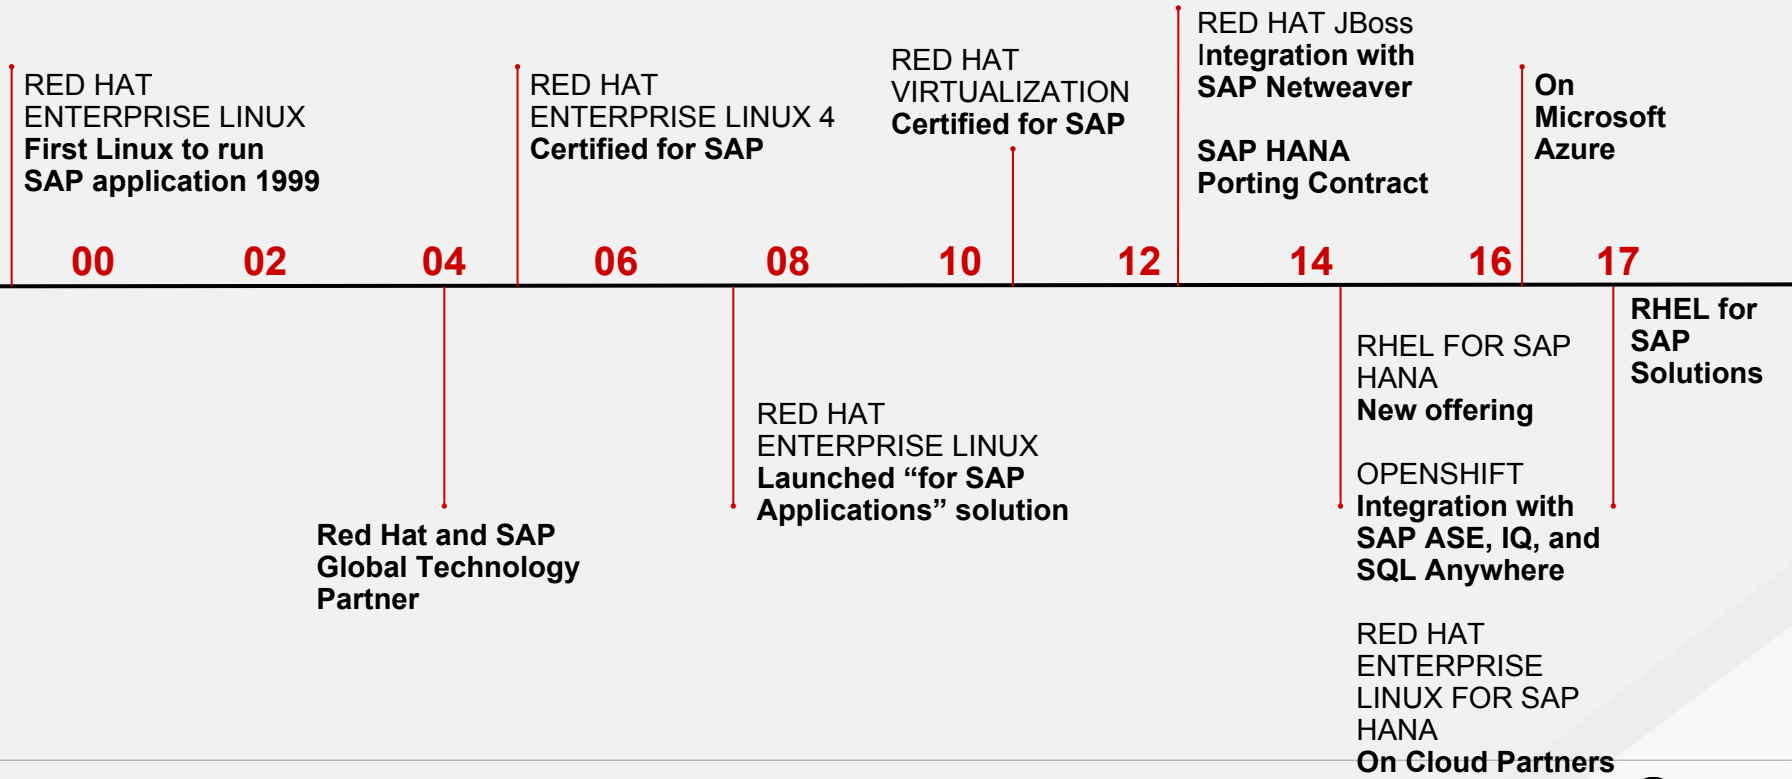 RED HAT
ENTERPRISE LINUX
First Linux to run
SAP application 1999
RED HAT
ENTERPRISE LINUX 4
Certified for SAP
RED HAT
VIRTUALIZATION
Certified for SAP
RED HAT JBoss
Integration with
SAP Netweaver
SAP HANA
Porting Contract
On
Microsoft
Azure
00 02 04 06 08 10 12 14 16 17
Red Hat and SAP
Global Technology
Partner
RED HAT
ENTERPRISE LINUX
Launched “for SAP
Applications” solution
RHEL FOR SAP
HANA
New offering
OPENSHIFT
Integration with
SAP ASE, IQ, and
SQL Anywhere
RED HAT
ENTERPRISE
LINUX FOR SAP
HANA
On Cloud Partners
RHEL for
SAP
Solutions